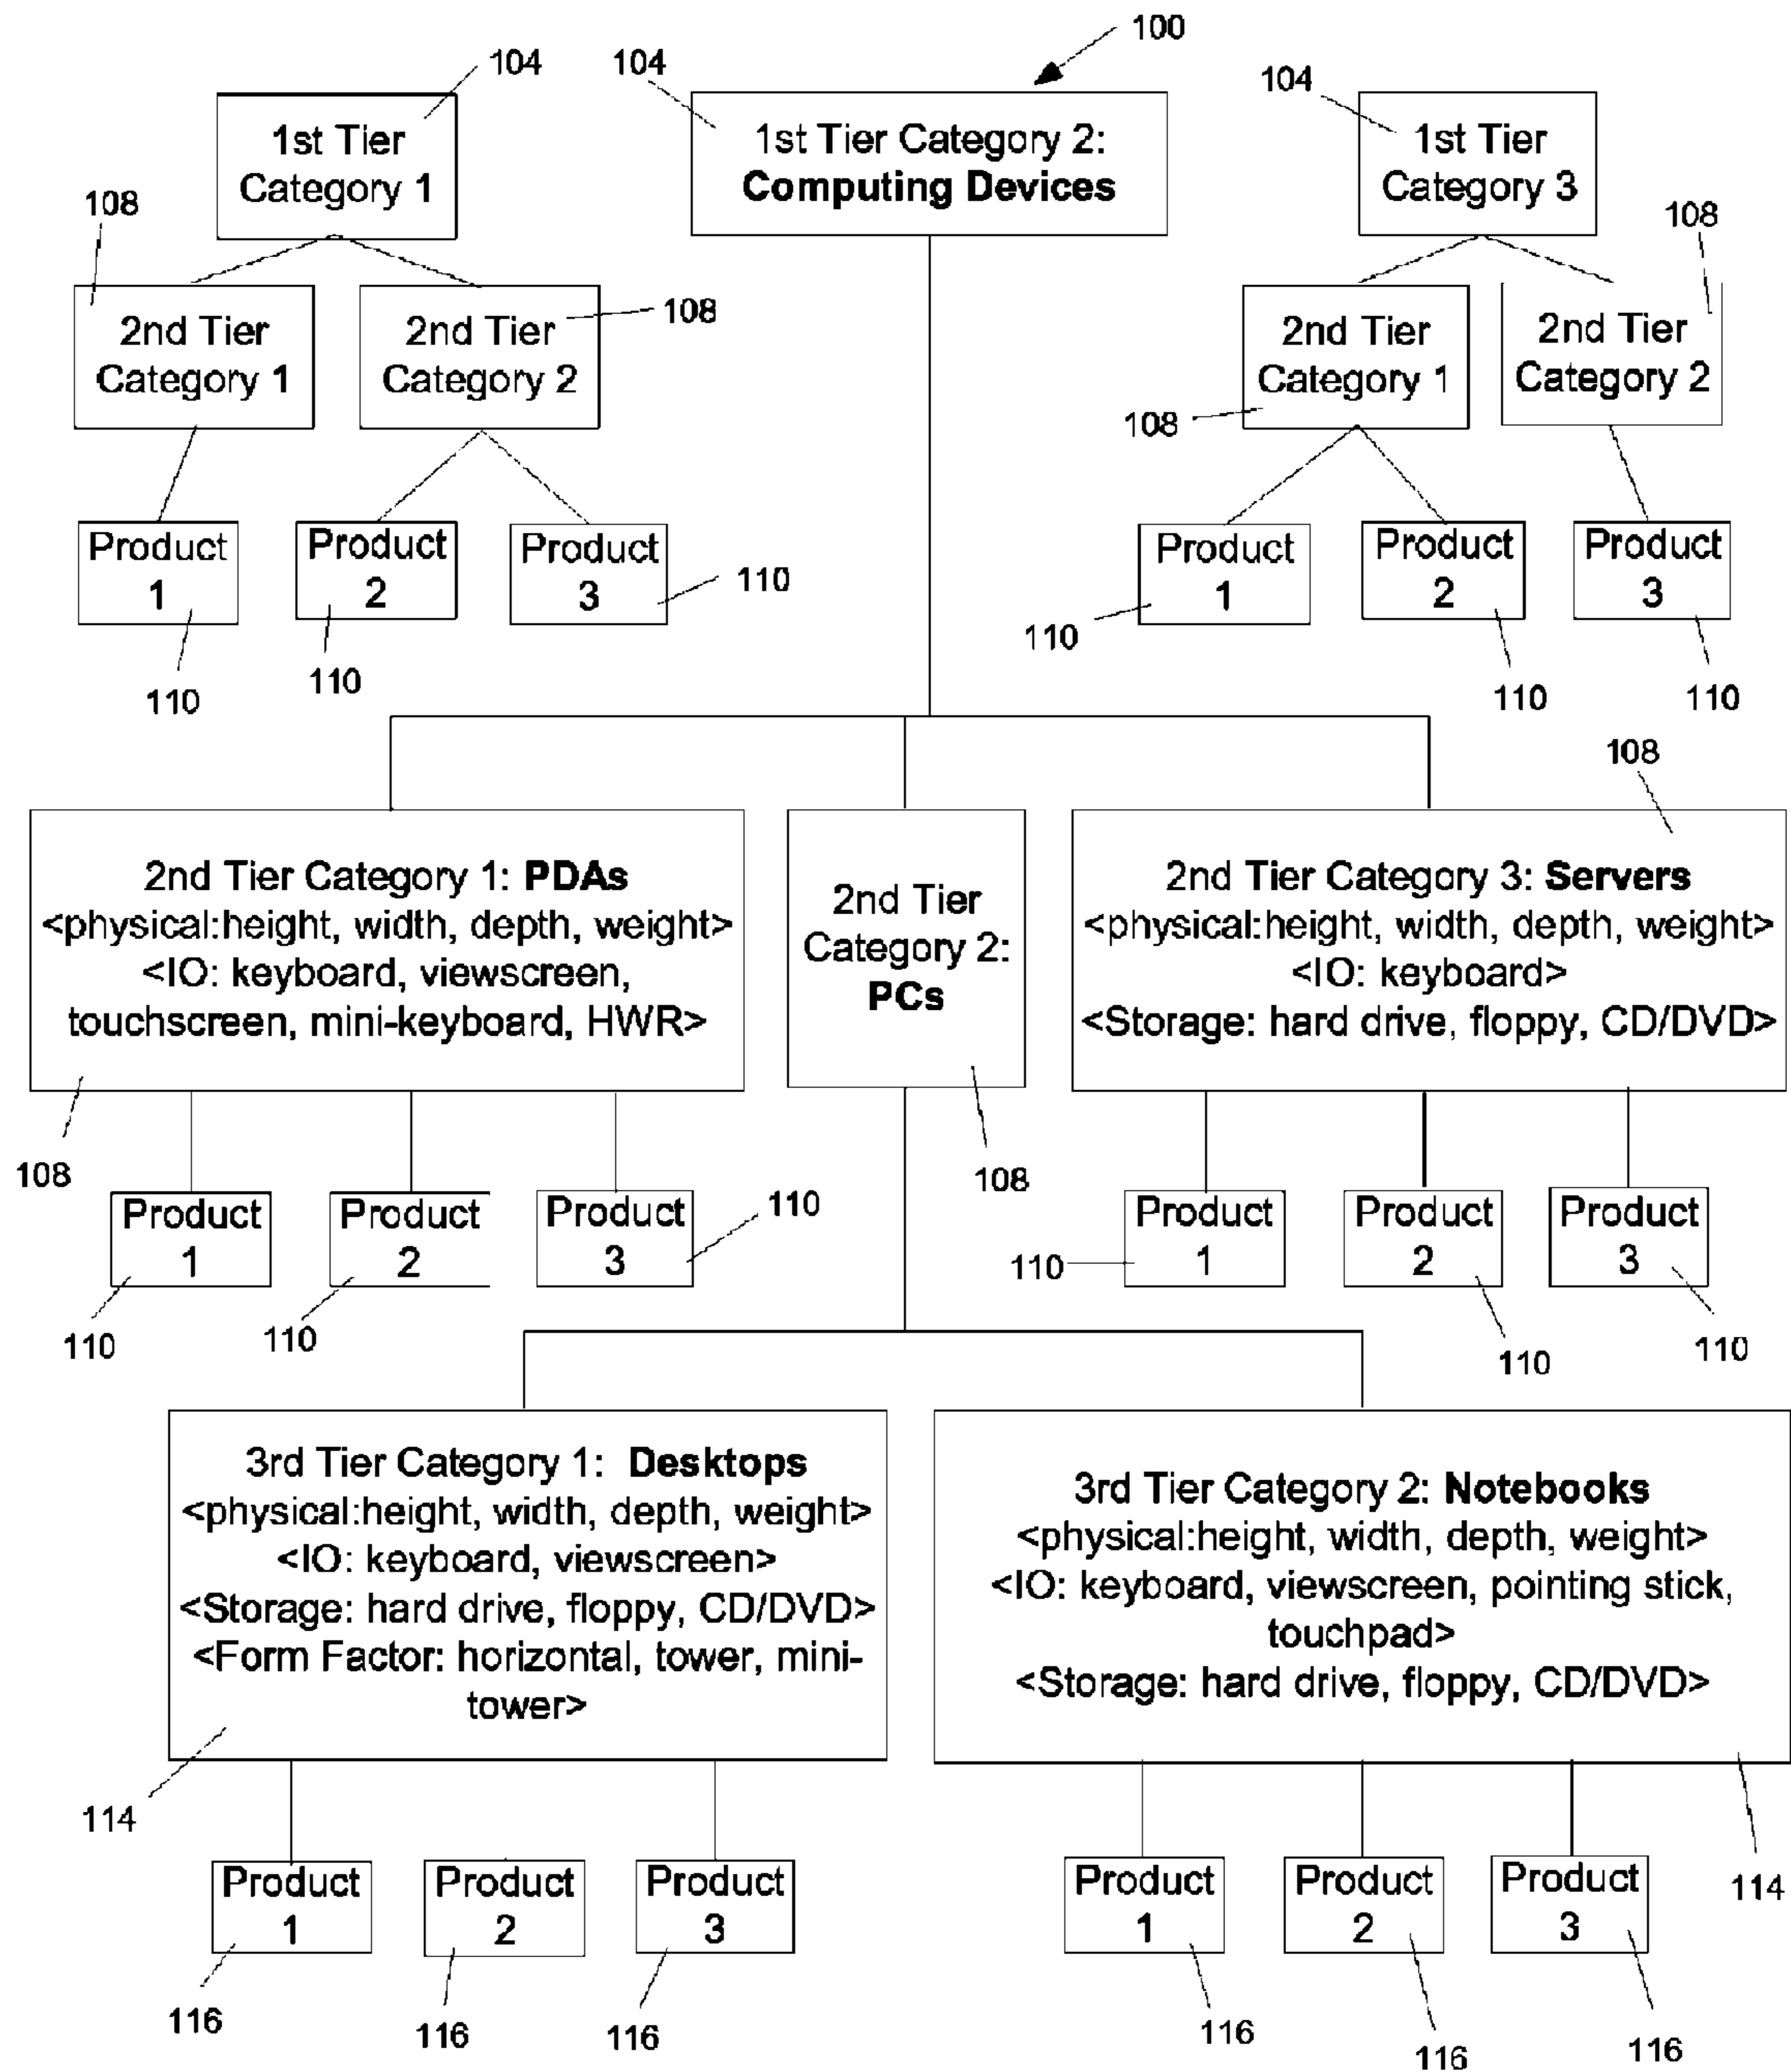 100
104
104
104
1st Tier
Category 1
1st Tier Category 2:
Computing Devices
1st Tier
Category 3
108
108
2nd Tier
Category 1
2nd Tier
Category 2
108
2nd Tier
Category 1
2nd Tier
Category 2
108
Product
1
Product
2
Product
3
110
110
110
Product
1
Product
2
Product
3
110
110
110
108
2nd Tier Category 1: PDAs
<physical:height, width, depth, weight>
<IO: keyboard, viewscreen,
touchscreen, mini-keyboard, HWR>
2nd Tier
Category 2:
PCs
2nd Tier Category 3: Servers
<physical:height, width, depth, weight>
<IO: keyboard>
<Storage: hard drive, floppy, CD/DVD>
108
108
Product
1
Product
2
Product
3
110
110
110
Product
1
Product
2
Product
3
110
110
110
3rd Tier Category 1: Desktops
<physical:height, width, depth, weight>
<IO: keyboard, viewscreen>
<Storage: hard drive, floppy, CD/DVD>
<Form Factor: horizontal, tower, mini-
tower>
3rd Tier Category 2: Notebooks
<physical:height, width, depth, weight>
<IO: keyboard, viewscreen, pointing stick,
touchpad>
<Storage: hard drive, floppy, CD/DVD>
114
114
Product
1
Product
2
Product
3
116
116
116
Product
1
Product
2
Product
3
116
116
116